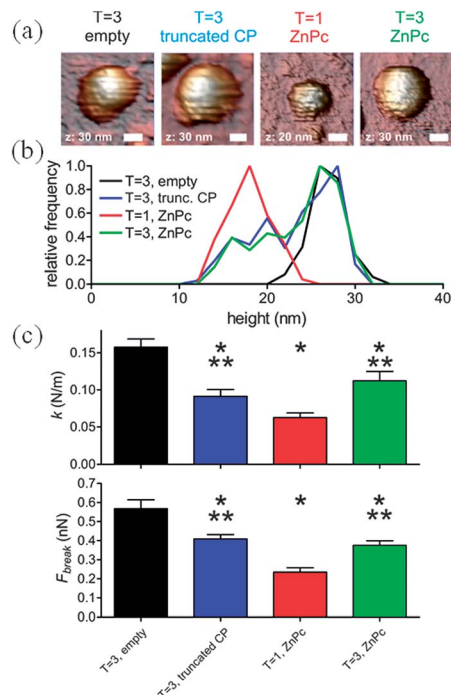 (a)
T=3 empty
T=3 truncated CP
T=1 ZnPc
T=3 ZnPc
z: 30 nm
z: 30 nm
z: 20 nm
z: 30 nm
(b)
relative frequency
1.0
0.8
0.6
0.4
0.2
0.0
T=3, empty
T=3, trunc. CP
T=1, ZnPc
T=3, ZnPc
0
10
20
30
40
height (nm)
(c)
k (N/m)
0.15
0.10
0.05
0.00
*
**
*
*
**
F_break (nN)
0.7
0.6
0.5
0.4
0.3
0.2
0.1
0.0
*
**
*
*
**
T=3, empty
T=3, truncated CP
T=1, ZnPc
T=3, ZnPc